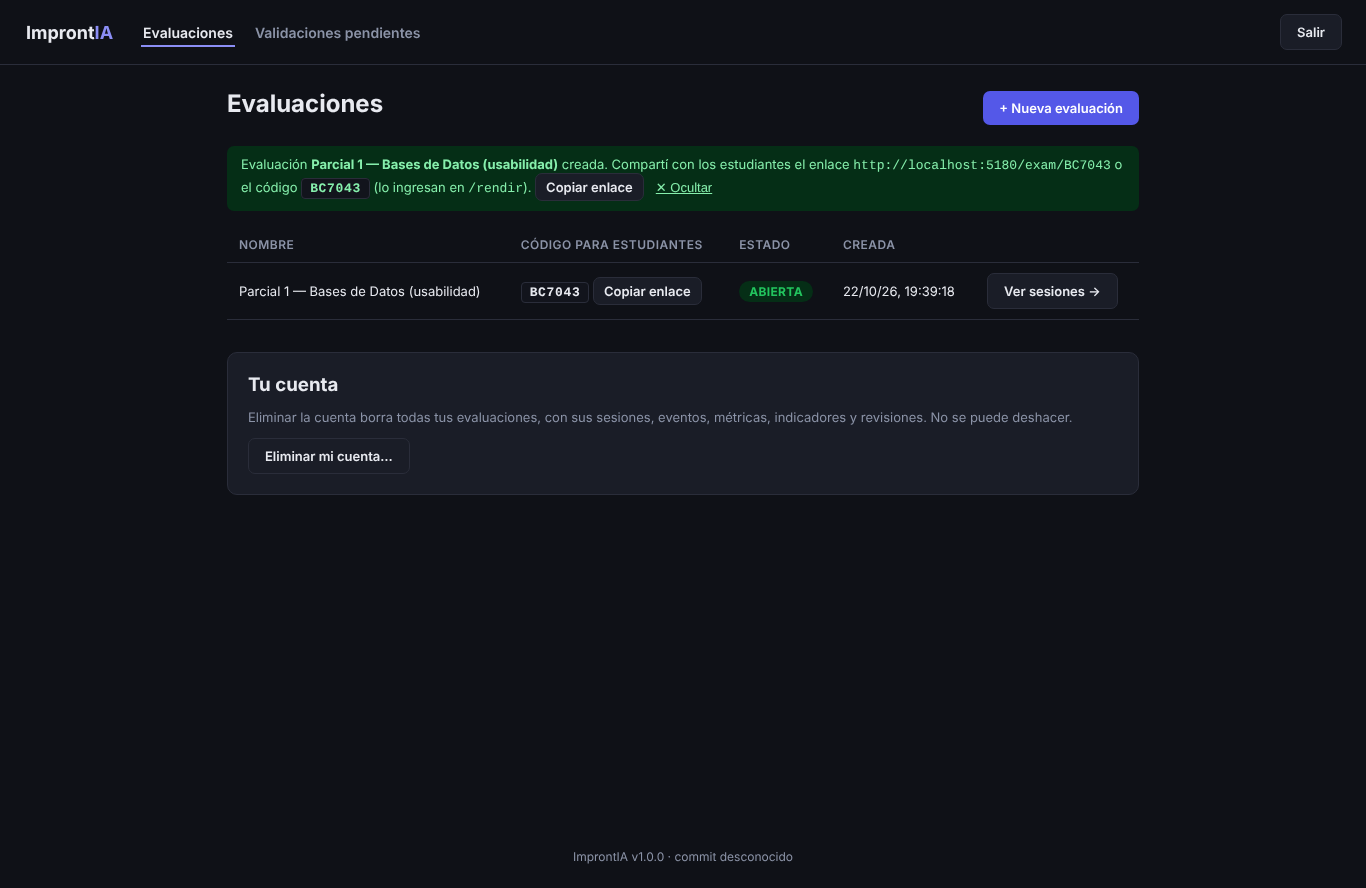 ImprontIA Evaluaciones Validaciones pendientes Salir
Evaluaciones
+ Nueva evaluación
Evaluación Parcial 1 — Bases de Datos (usabilidad) creada. Compartí con los estudiantes el enlace http://localhost:5180/exam/BC7043 o
el código BC7043 (lo ingresan en /rendir). Copiar enlace ✕ Ocultar
NOMBRE CÓDIGO PARA ESTUDIANTES ESTADO CREADA
Parcial 1 — Bases de Datos (usabilidad) BC7043 Copiar enlace ABIERTA 22/10/26, 19:39:18 Ver sesiones →
Tu cuenta
Eliminar la cuenta borra todas tus evaluaciones, con sus sesiones, eventos, métricas, indicadores y revisiones. No se puede deshacer.
Eliminar mi cuenta...
ImprontIA v1.0.0 · commit desconocido